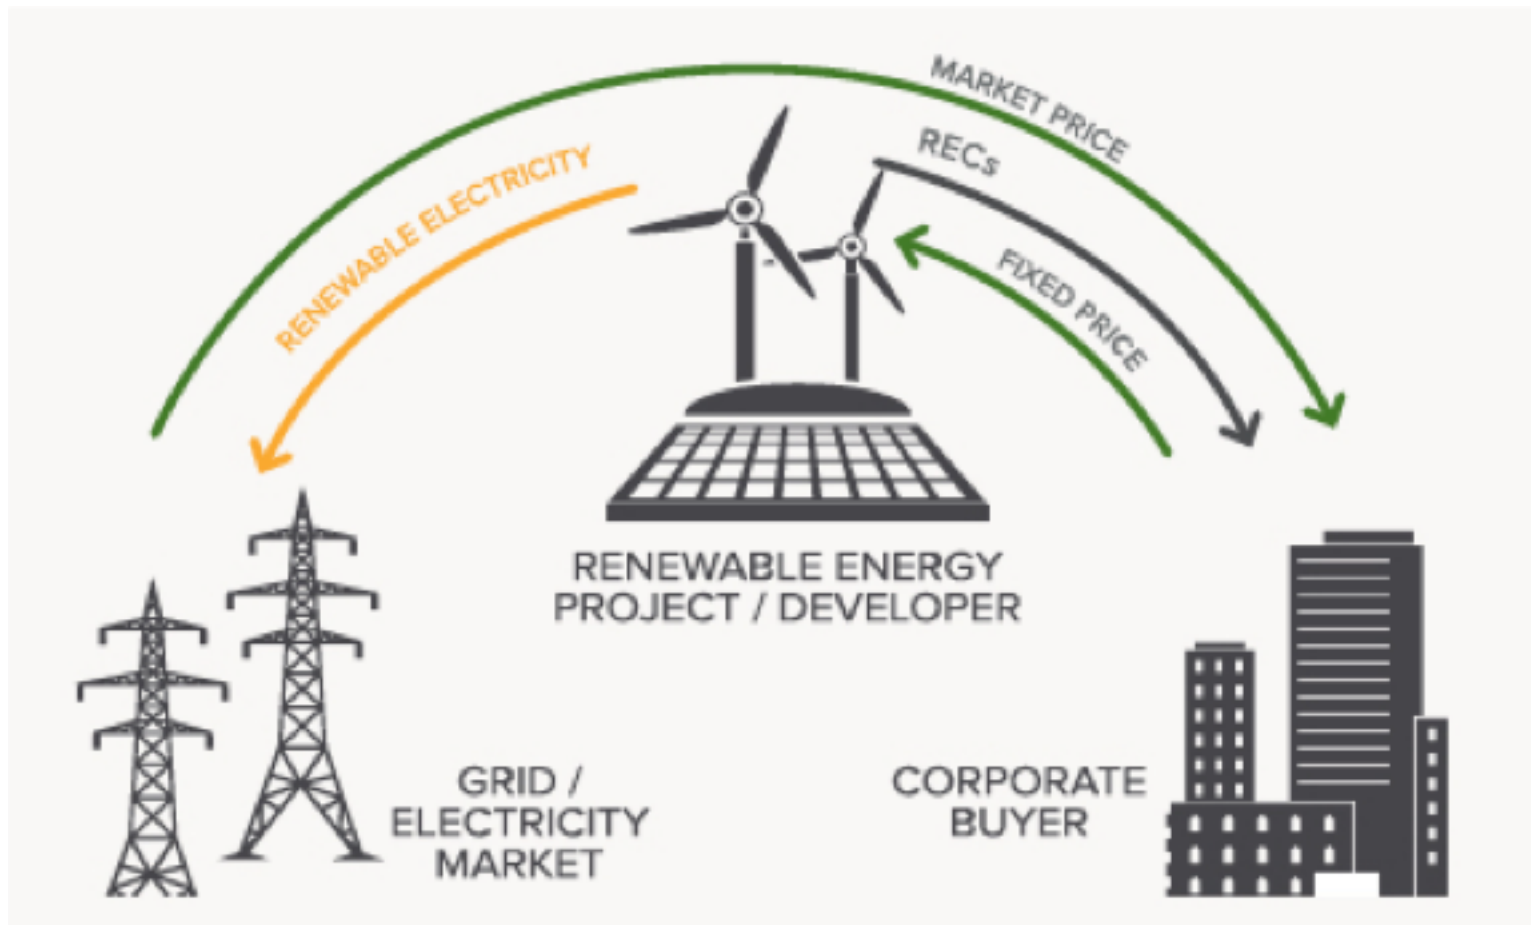 MARKET PRICE
RECs
RENEWABLE ELECTRICITY
FIXED PRICE
RENEWABLE ENERGY
PROJECT / DEVELOPER
GRID /
ELECTRICITY
MARKET
CORPORATE
BUYER